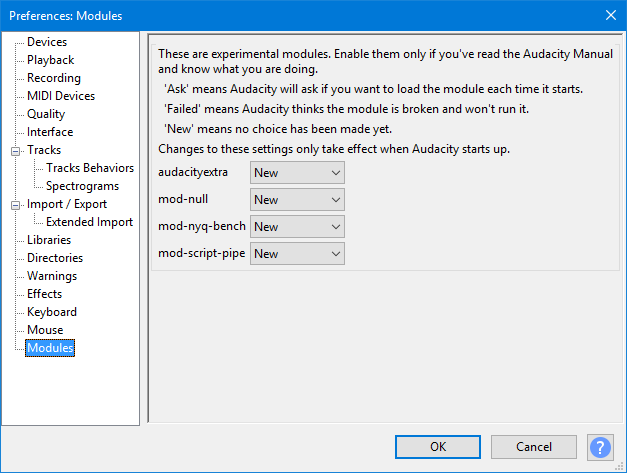 Preferences: Modules
Devices
Playback
Recording
MIDI Devices
Quality
Interface
Tracks
Tracks Behaviors
Spectrograms
Import / Export
Extended Import
Libraries
Directories
Warnings
Effects
Keyboard
Mouse
Modules
These are experimental modules. Enable them only if you've read the Audacity Manual
and know what you are doing.
'Ask' means Audacity will ask if you want to load the module each time it starts.
'Failed' means Audacity thinks the module is broken and won't run it.
'New' means no choice has been made yet.
Changes to these settings only take effect when Audacity starts up.
audacityextra New
mod-null New
mod-nyq-bench New
mod-script-pipe New
OK Cancel ?